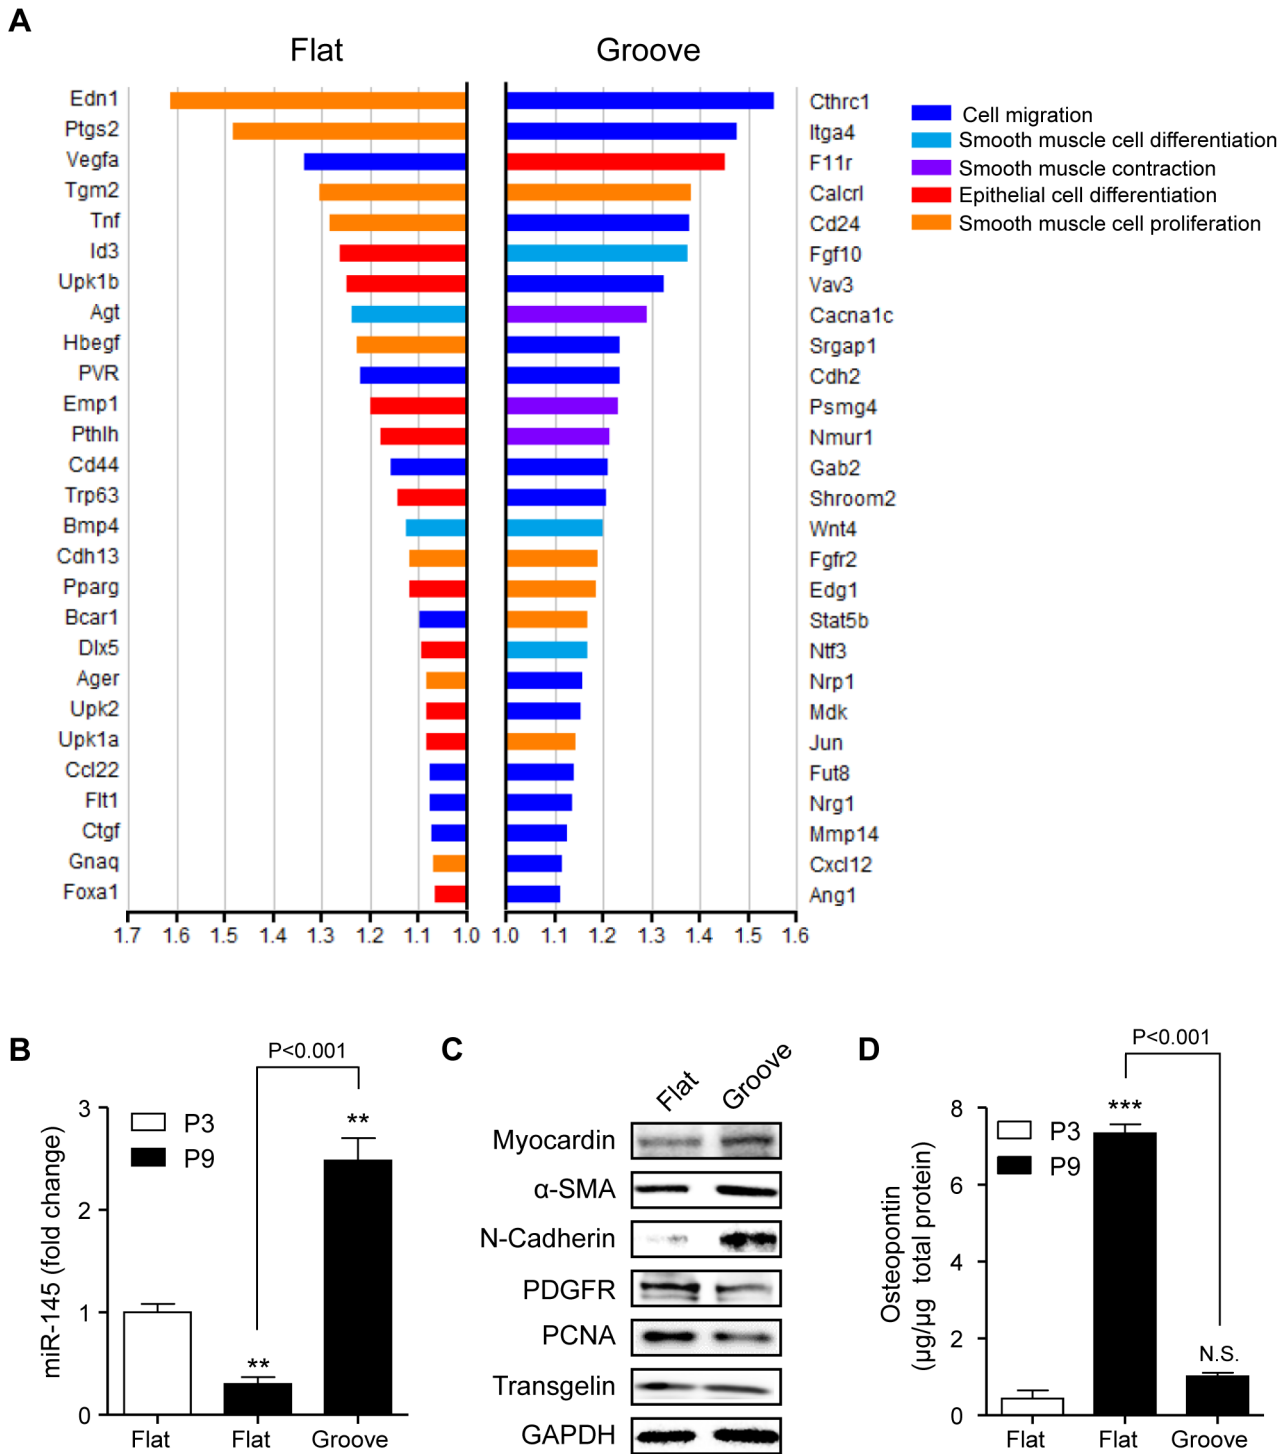 A
Flat Groove
Edn1 Cthrc1
Ptgs2 Itga4
Vegfa F11r
Tgm2 Calcrl
Tnf Cd24
Id3 Fgf10
Upk1b Vav3
Agt Cacna1c
Hbegf Srgap1
PVR Cdh2
Emp1 Psmg4
Pthlh Nmur1
Cd44 Gab2
Trp63 Shroom2
Bmp4 Wnt4
Cdh13 Fgfr2
Pparg Edg1
Bcar1 Stat5b
Dlx5 Ntf3
Ager Nrp1
Upk2 Mdk
Upk1a Jun
Ccl22 Fut8
Flt1 Nrg1
Ctgf Mmp14
Gnaq Cxcl12
Foxa1 Ang1
1.7 1.6 1.5 1.4 1.3 1.2 1.1 1.0 1.0 1.1 1.2 1.3 1.4 1.5 1.6
Cell migration
Smooth muscle cell differentiation
Smooth muscle contraction
Epithelial cell differentiation
Smooth muscle cell proliferation
B
P<0.001
miR-145 (fold change)
3
2
1
0
P3
P9
**
**
Flat Flat Groove
C
Flat Groove
Myocardin
α-SMA
N-Cadherin
PDGFR
PCNA
Transgelin
GAPDH
D
P<0.001
Osteopontin
(µg/µg total protein)
8
6
4
2
0
P3
P9
***
N.S.
Flat Flat Groove